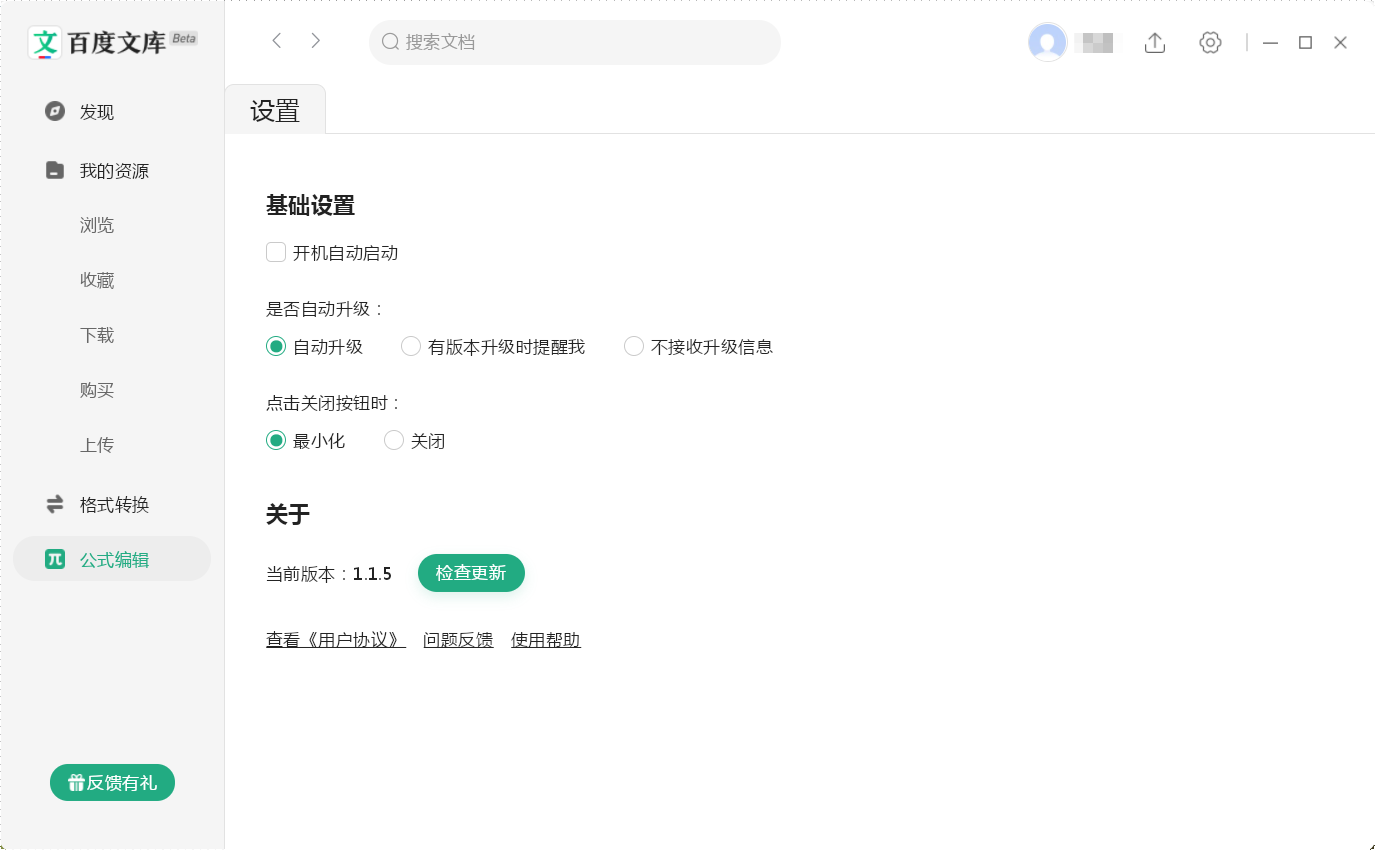 百度文库 Beta
搜索文档
发现
我的资源
浏览
收藏
下载
购买
上传
格式转换
公式编辑
反馈有礼
设置
基础设置
开机自动启动
是否自动升级：
自动升级 有版本升级时提醒我 不接收升级信息
点击关闭按钮时：
最小化 关闭
关于
当前版本：1.1.5 检查更新
查看《用户协议》 问题反馈 使用帮助